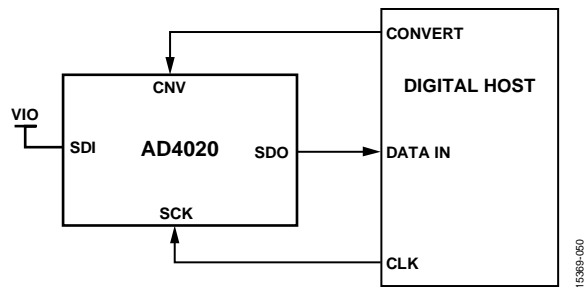 CONVERT
CNV
DIGITAL HOST
VIO
SDI
AD4020
SDO
DATA IN
SCK
CLK
15369-050